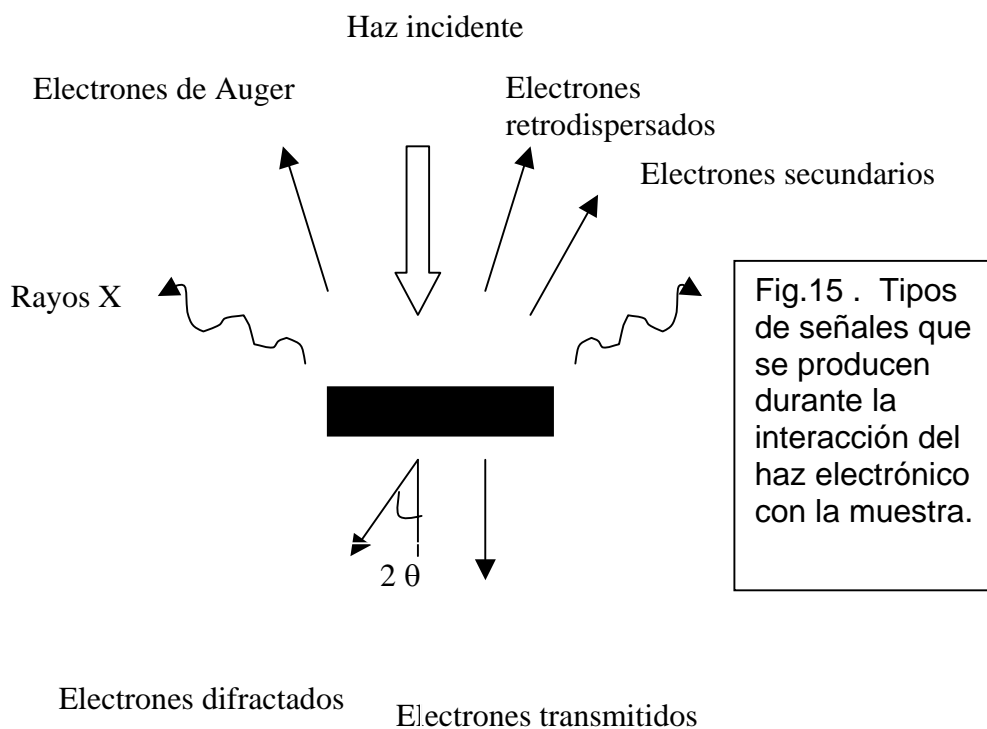 Haz incidente
Electrones de Auger
Electrones
retrodispersados
Electrones secundarios
Rayos X
Fig.15 . Tipos
de señales que
se producen
durante la
interacción del
haz electrónico
con la muestra.
2 θ
Electrones difractados
Electrones transmitidos